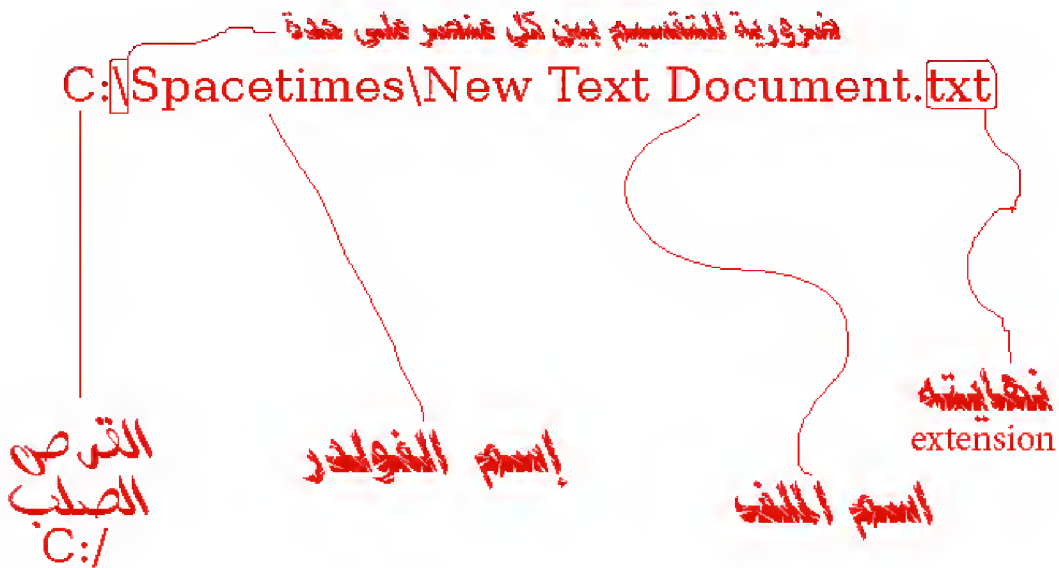 ضرورية للتقسيم بين كل عنصر على حدة
C:\Spacetimes\New Text Document.txt
القرص
الصلب
C:/
إسم الفولدر
اسم الملف
نهايته
extension